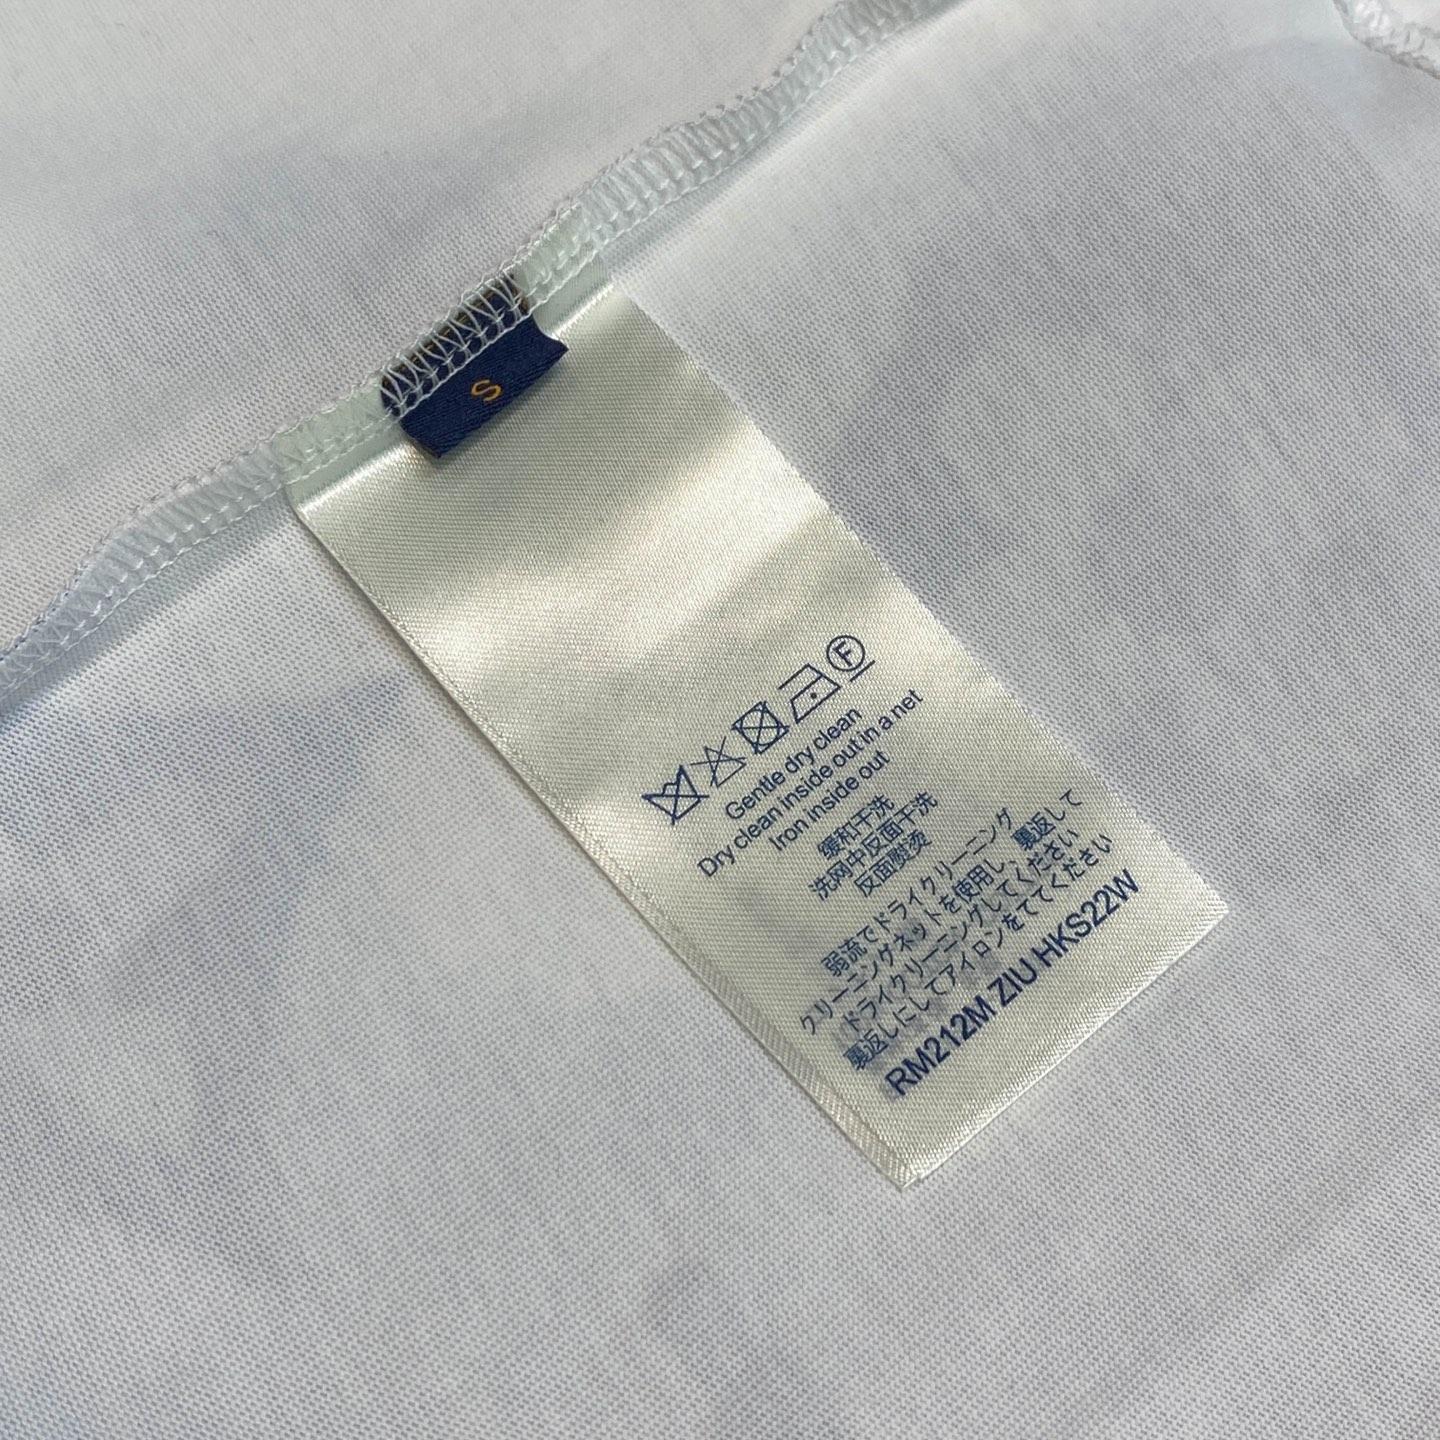 S
F
Gentle dry clean
Dry clean inside out in a net
Iron inside out
缓和干洗
洗网中反面干洗
反面熨烫
弱流でドライクリーニング
クリーニングネットを使用し、裏返して
ドライクリーニングしてください
裏返しにしてアイロンをててください
RM212M ZIU HKS22W